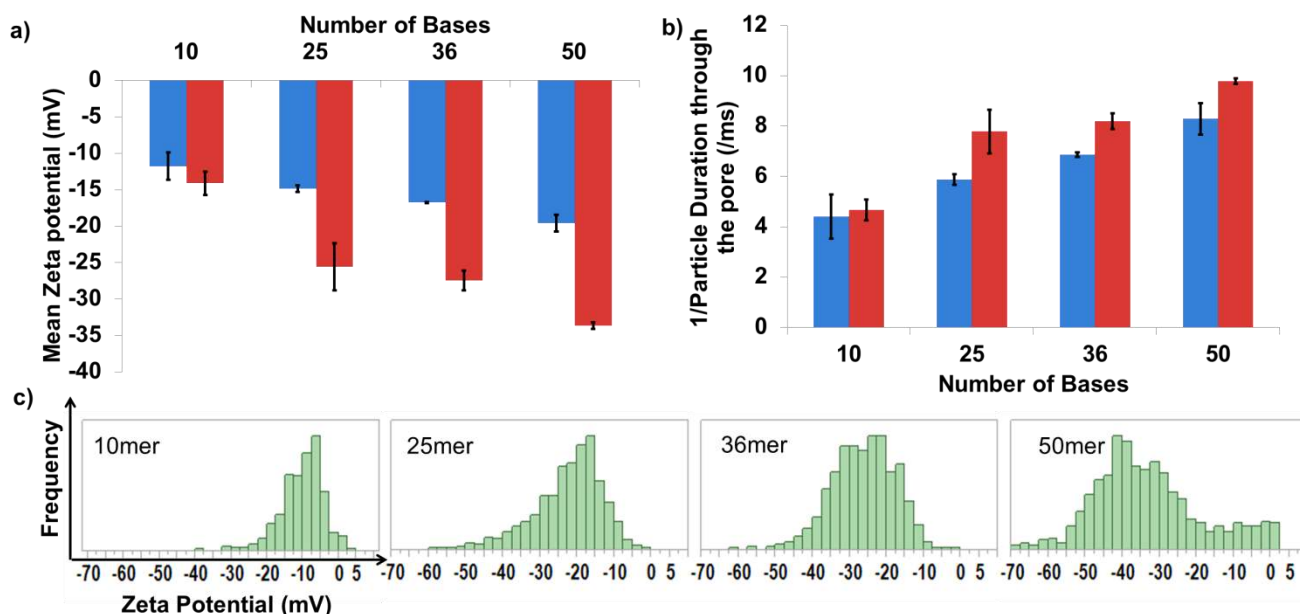 a)
Number of Bases
10 25 36 50
0
-5
-10
-15
-20
-25
-30
-35
-40
Mean Zeta potential (mV)
b)
12
10
8
6
4
2
0
1/Particle Duration through
the pore (/ms)
10 25 36 50
Number of Bases
c)
Frequency
10mer
25mer
36mer
50mer
-70 -60 -50 -40 -30 -20 -10 0 5
-70 -60 -50 -40 -30 -20 -10 0 5
-70 -60 -50 -40 -30 -20 -10 0 5
-70 -60 -50 -40 -30 -20 -10 0 5
Zeta Potential (mV)